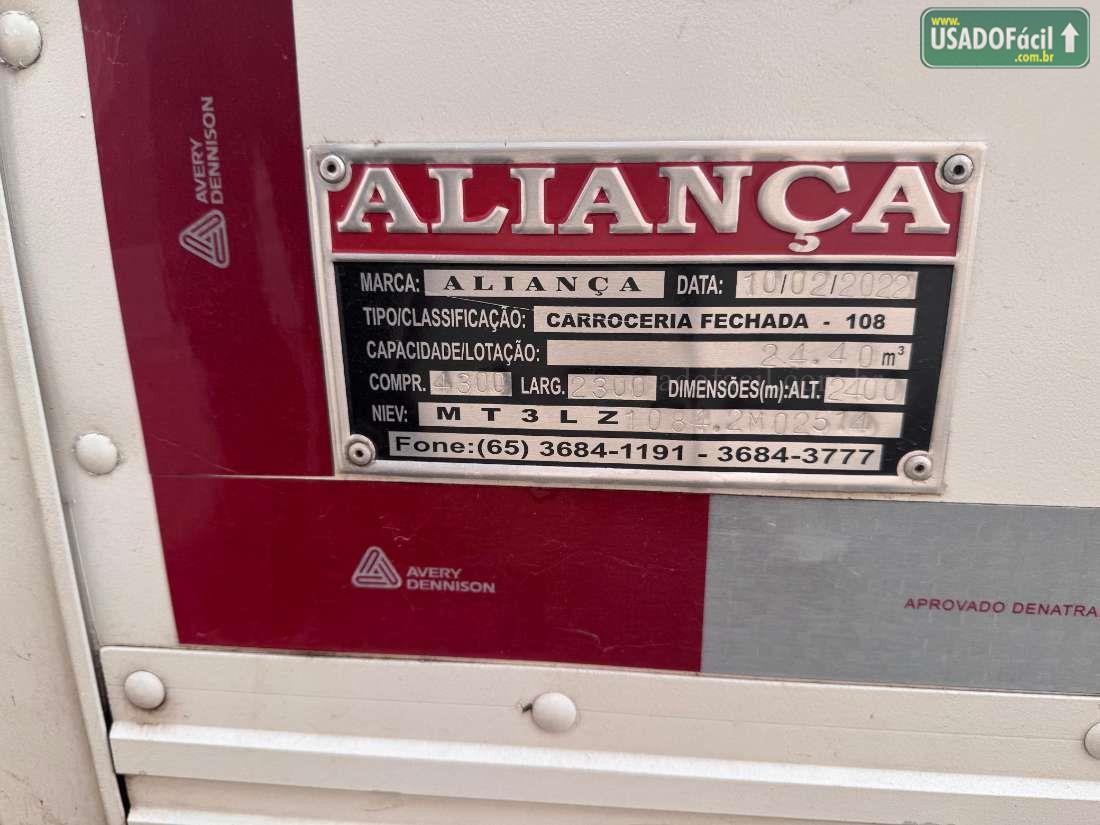 www.
USADOFácil
.com.br
AVERY
DENNISON
ALIANÇA
MARCA: ALIANÇA DATA: 10/02/2022
TIPO/CLASSIFICAÇÃO: CARROCERIA FECHADA - 108
CAPACIDADE/LOTAÇÃO: 24.40 m³
COMPR. 4300 LARG. 2300 DIMENSÕES(m):ALT. 2400
NIEV: MT3LZ1084.2M02514
Fone:(65) 3684-1191 - 3684-3777
AVERY
DENNISON
APROVADO DENATRA